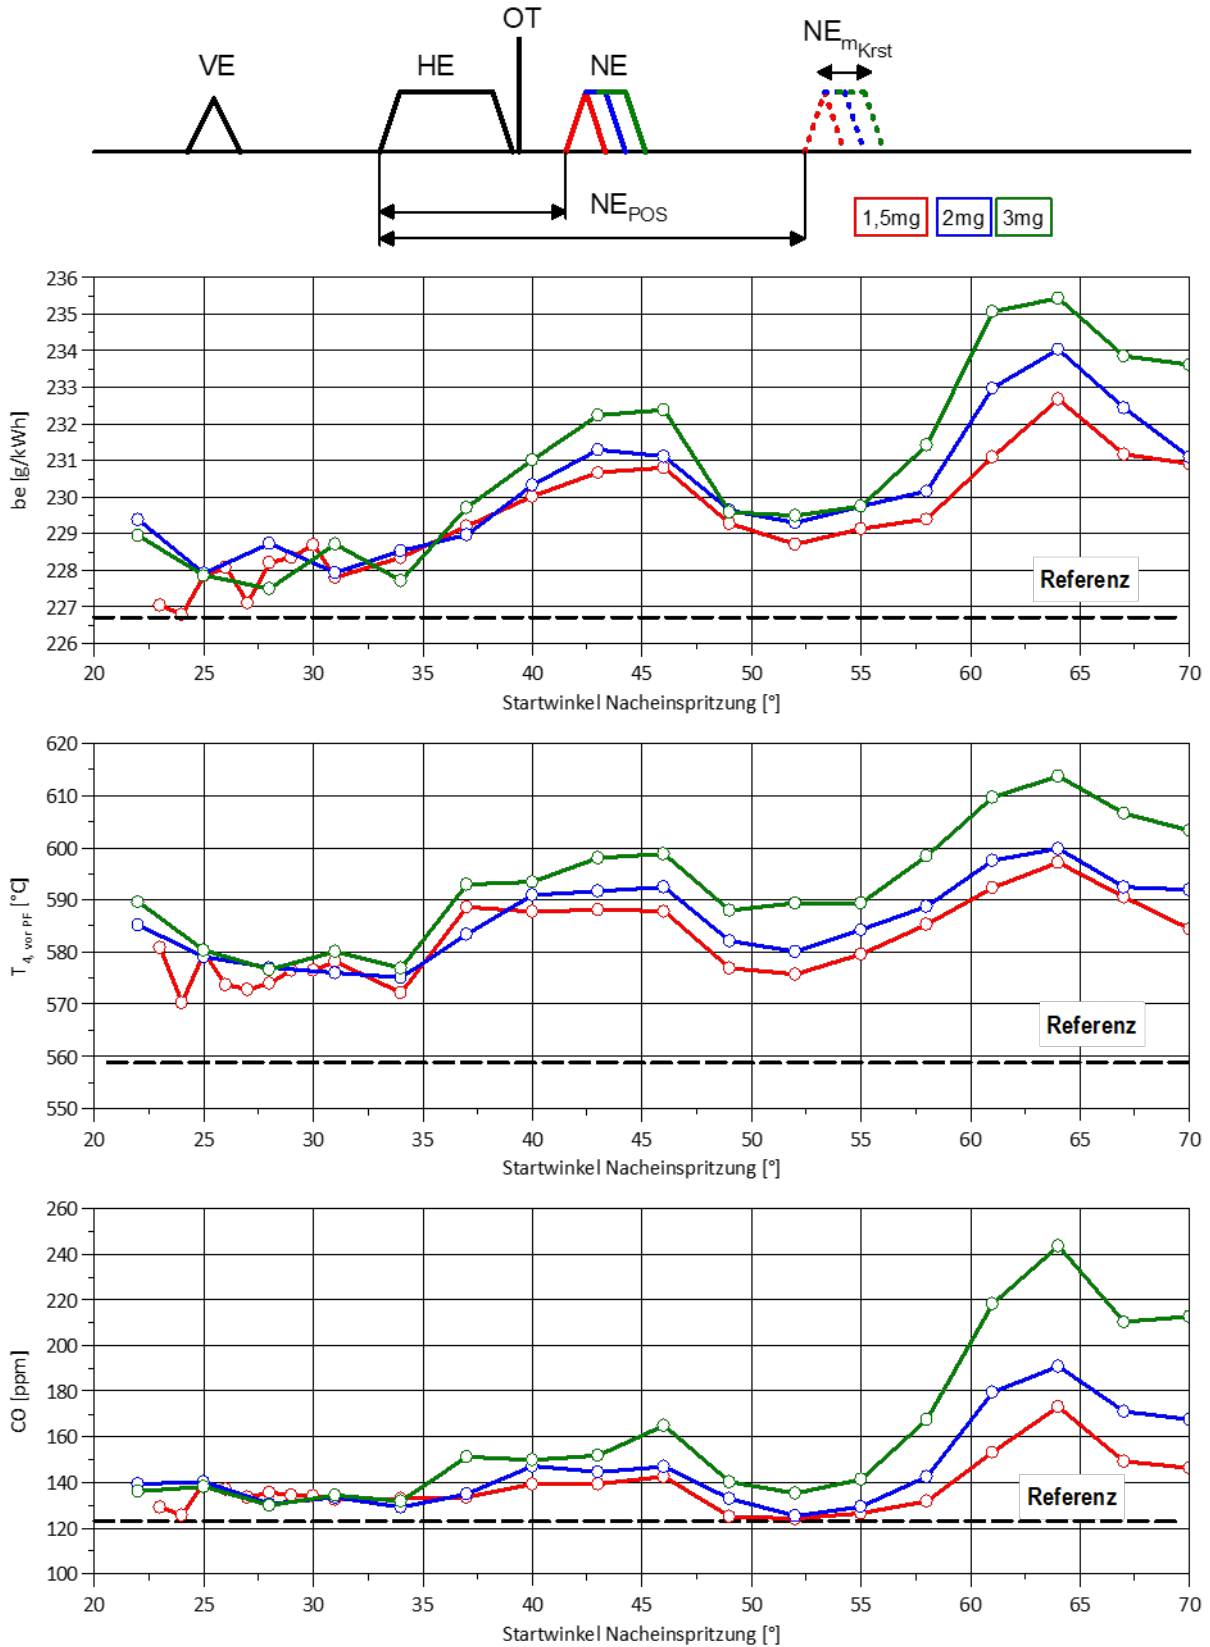 OT
NE_mKrst
VE HE NE
NE_POS
1,5mg 2mg 3mg
236
235
234
233
232
231
230
229
228
227
226
be [g/kWh]
Referenz
20 25 30 35 40 45 50 55 60 65 70
Startwinkel Nacheinspritzung [°]
620
610
600
590
580
570
560
550
T4, vor PF [°C]
Referenz
20 25 30 35 40 45 50 55 60 65 70
Startwinkel Nacheinspritzung [°]
260
240
220
200
180
160
140
120
100
CO [ppm]
Referenz
20 25 30 35 40 45 50 55 60 65 70
Startwinkel Nacheinspritzung [°]